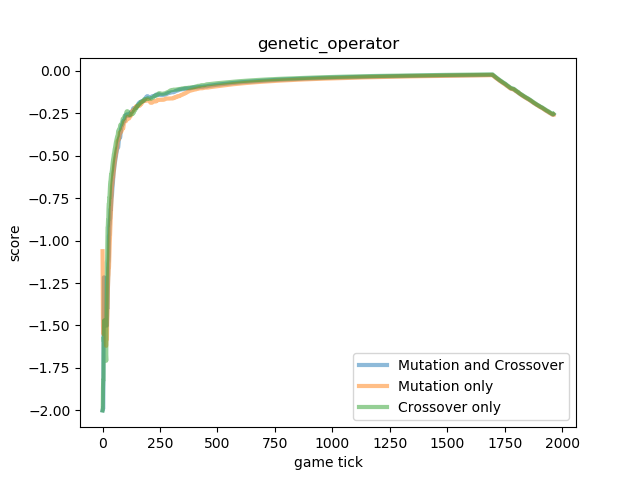 genetic_operator
score
0.00
−0.25
−0.50
−0.75
−1.00
−1.25
−1.50
−1.75
−2.00
Mutation and Crossover
Mutation only
Crossover only
0 250 500 750 1000 1250 1500 1750 2000
game tick